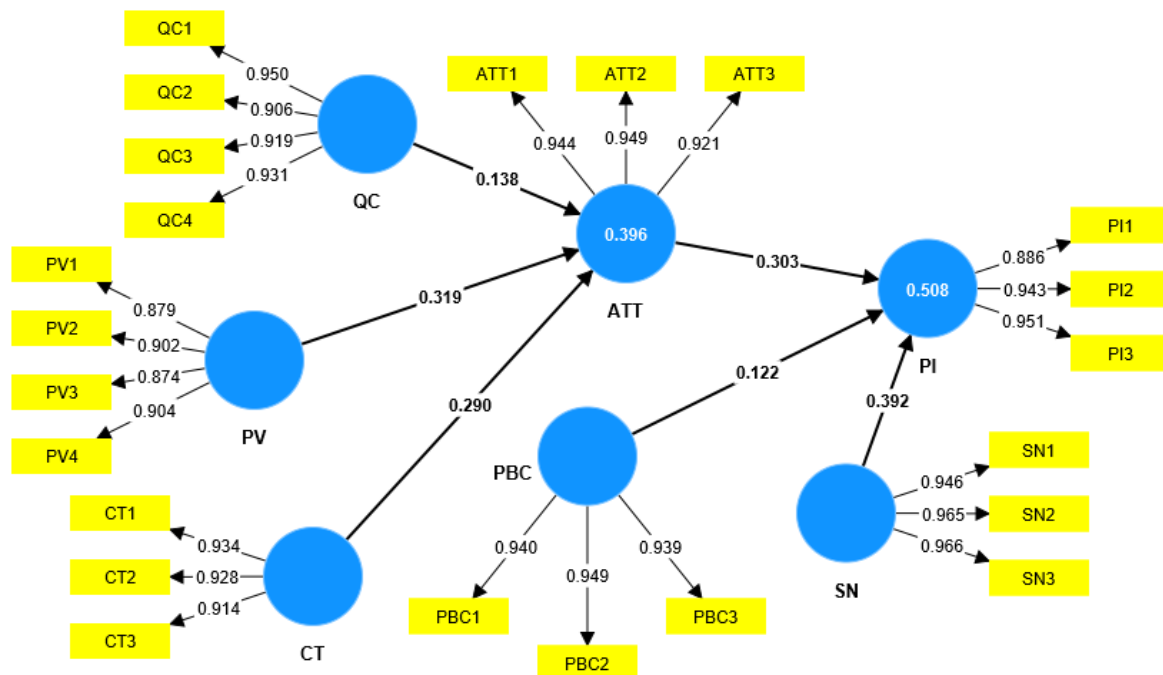 QC1
QC2
QC3
QC4
0.950
0.906
0.919
0.931
QC
PV1
PV2
PV3
PV4
0.879
0.902
0.874
0.904
PV
CT1
CT2
CT3
0.934
0.928
0.914
CT
0.138
0.319
0.290
ATT1
ATT2
ATT3
0.944
0.949
0.921
0.396
ATT
0.303
0.122
0.392
PBC
0.940
0.949
0.939
PBC1
PBC2
PBC3
0.508
PI
0.886
0.943
0.951
PI1
PI2
PI3
SN
0.946
0.965
0.966
SN1
SN2
SN3